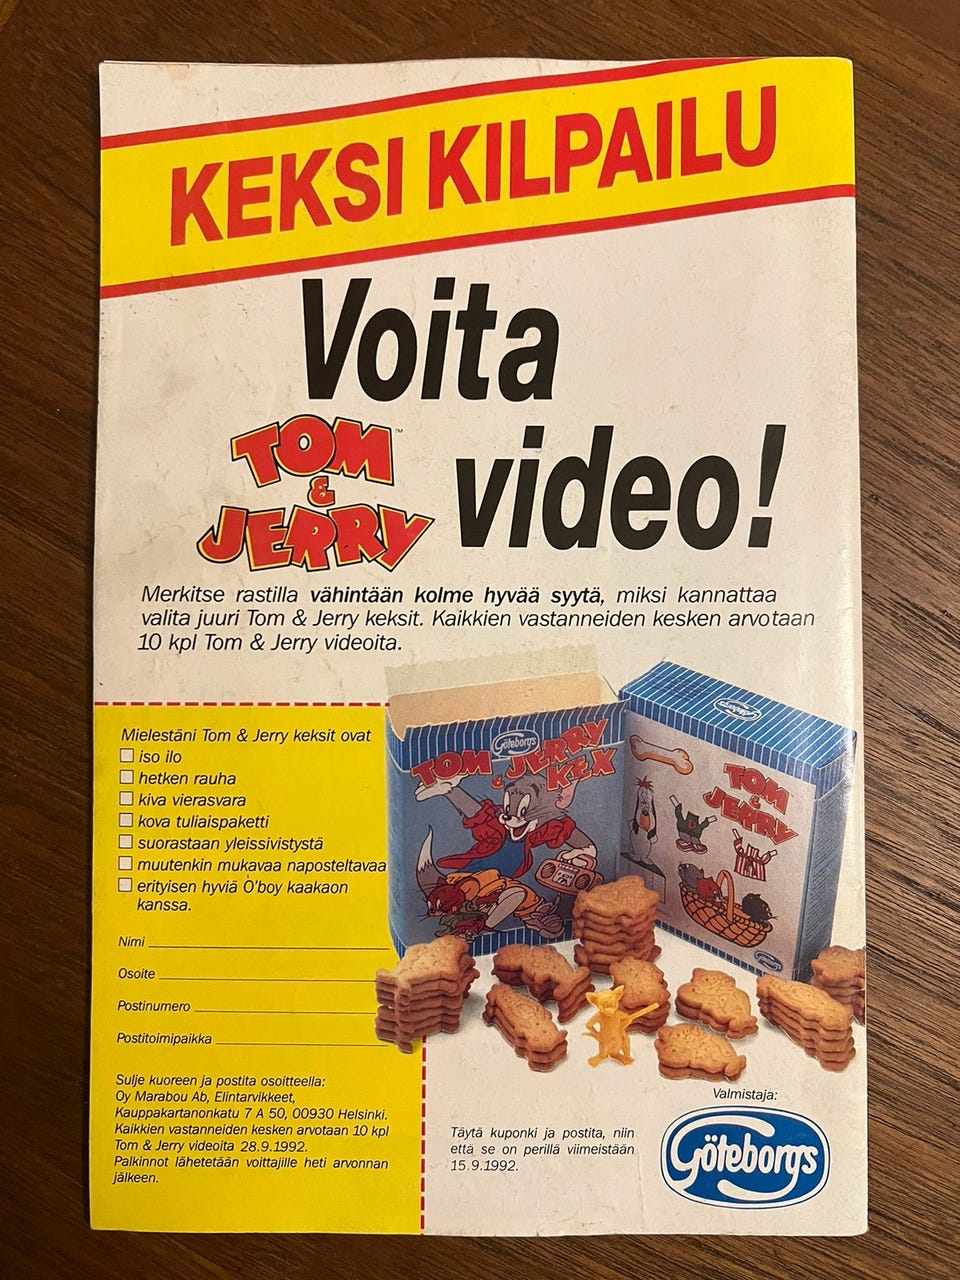 KEKSI KILPAILU
Voita
TOM™
&
JERRY
video!
Merkitse rastilla vähintään kolme hyvää syytä, miksi kannattaa
valita juuri Tom & Jerry keksit. Kaikkien vastanneiden kesken arvotaan
10 kpl Tom & Jerry videoita.
Mielestäni Tom & Jerry keksit ovat
iso ilo
hetken rauha
kiva vierasvara
kova tuliaispaketti
suorastaan yleissivistystä
muutenkin mukavaa naposteltavaa
erityisen hyviä O'boy kaakaon
kanssa.
Nimi
Osoite
Postinumero
Postitoimipaikka
Sulje kuoreen ja postita osoitteella:
Oy Marabou Ab, Elintarvikkeet,
Kauppakartanonkatu 7 A 50, 00930 Helsinki.
Kaikkien vastanneiden kesken arvotaan 10 kpl
Tom & Jerry videoita 28.9.1992.
Palkinnot lähetetään voittajille heti arvonnan
jälkeen.
Göteborgs
TOM & JERRY
KEX
Göteborgs
TOM
&
JERRY
Göteborgs
Täytä kuponki ja postita, niin
että se on perillä viimeistään
15.9.1992.
Valmistaja:
Göteborgs